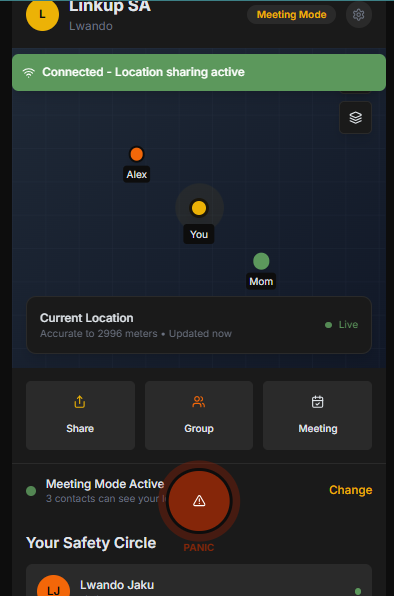 L
Linkup SA
Lwando
Meeting Mode
Connected - Location sharing active
Alex
You
Mom
Current Location
Accurate to 2996 meters • Updated now
Live
Share
Group
Meeting
Meeting Mode Active
3 contacts can see your
Change
PANIC
Your Safety Circle
LJ
Lwando Jaku